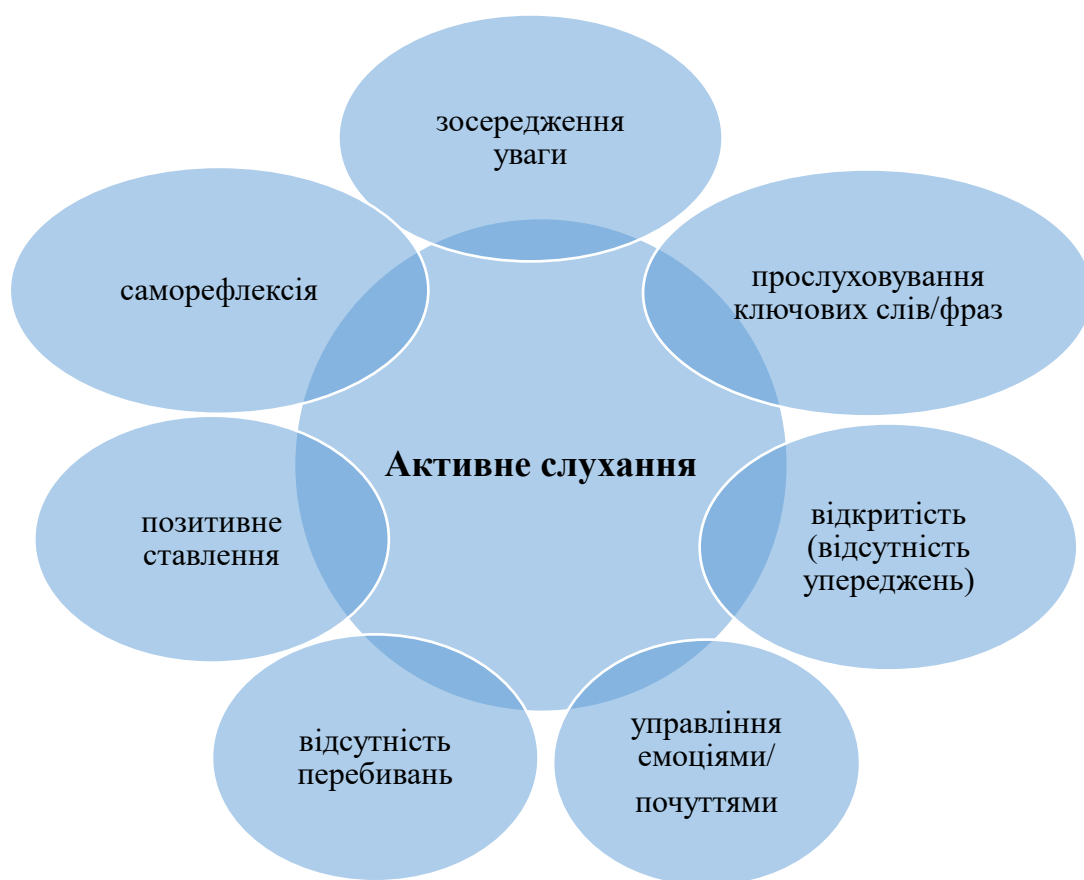 зосередження
уваги
прослуховування
ключових слів/фраз
відкритість
(відсутність
упереджень)
управління
емоціями/
почуттями
відсутність
перебивань
позитивне
ставлення
саморефлексія
Активне слухання